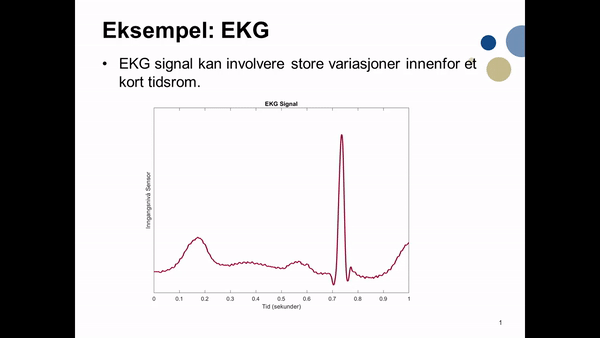 Eksempel: EKG
• EKG signal kan involvere store variasjoner innenfor et
kort tidsrom.
EKG Signal
Inngangsnivå Sensor
0 0.1 0.2 0.3 0.4 0.5 0.6 0.7 0.8 0.9 1
Tid (sekunder)
1